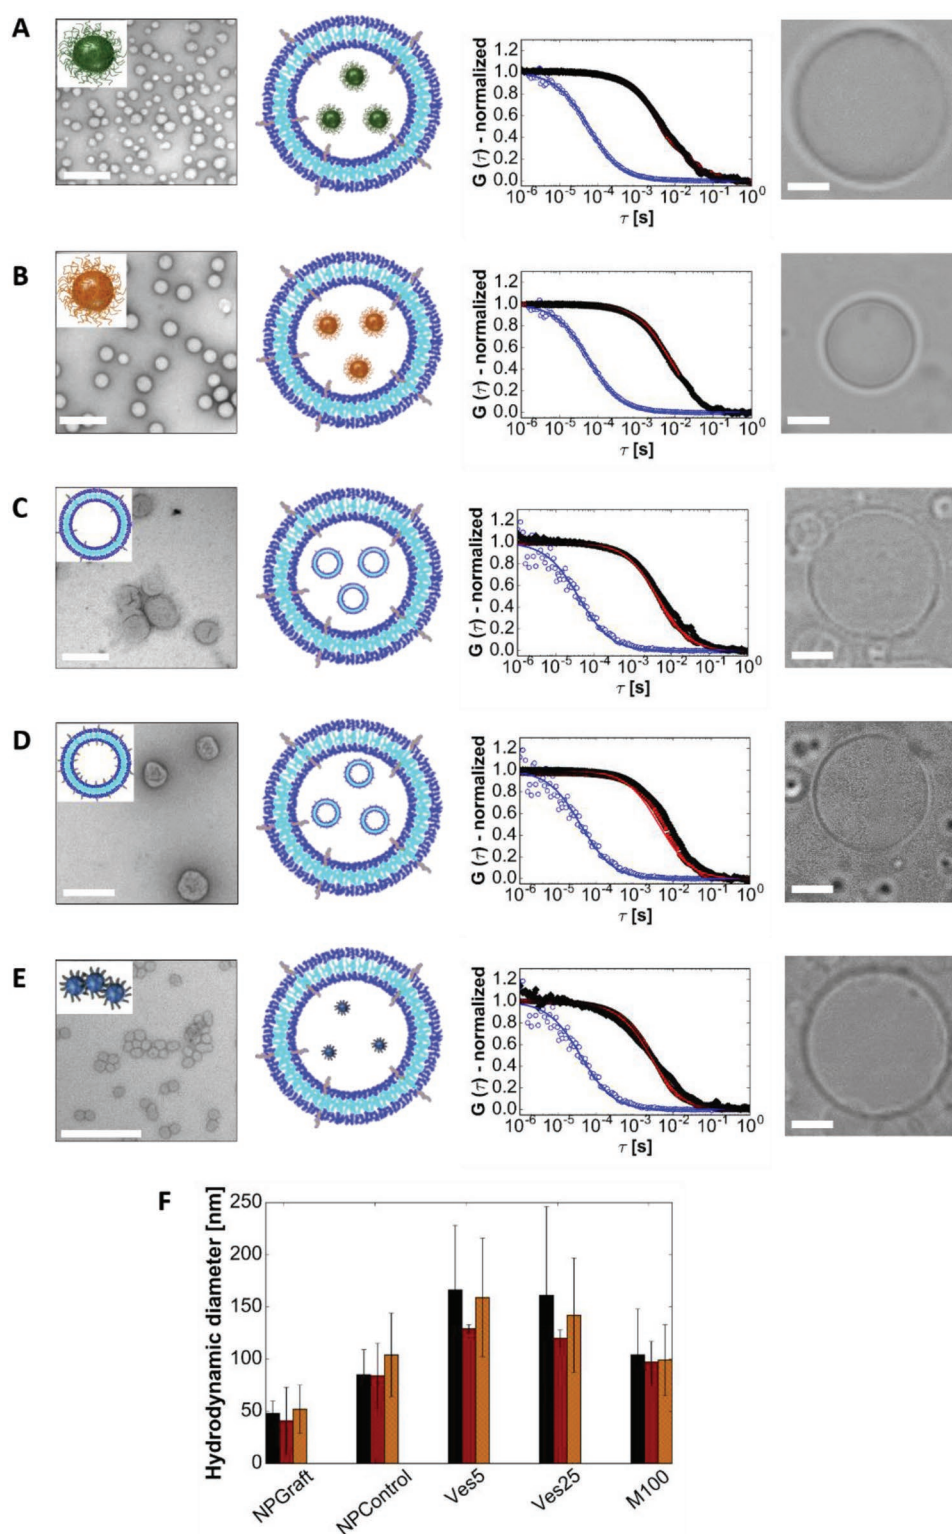 A
G (τ) - normalized
1.2
1.0
0.8
0.6
0.4
0.2
0.0
10⁻⁶ 10⁻⁵ 10⁻⁴ 10⁻³ 10⁻² 10⁻¹ 10⁰
τ [s]
B
G (τ) - normalized
1.2
1.0
0.8
0.6
0.4
0.2
0.0
10⁻⁶ 10⁻⁵ 10⁻⁴ 10⁻³ 10⁻² 10⁻¹ 10⁰
τ [s]
C
G (τ) - normalized
1.2
1.0
0.8
0.6
0.4
0.2
0.0
10⁻⁶ 10⁻⁵ 10⁻⁴ 10⁻³ 10⁻² 10⁻¹ 10⁰
τ [s]
D
G (τ) - normalized
1.2
1.0
0.8
0.6
0.4
0.2
0.0
10⁻⁶ 10⁻⁵ 10⁻⁴ 10⁻³ 10⁻² 10⁻¹ 10⁰
τ [s]
E
G (τ) - normalized
1.2
1.0
0.8
0.6
0.4
0.2
0.0
10⁻⁶ 10⁻⁵ 10⁻⁴ 10⁻³ 10⁻² 10⁻¹ 10⁰
τ [s]
F
Hydrodynamic diameter [nm]
250
200
150
100
50
0
NPGraft
NPControl
Ves5
Ves25
M100